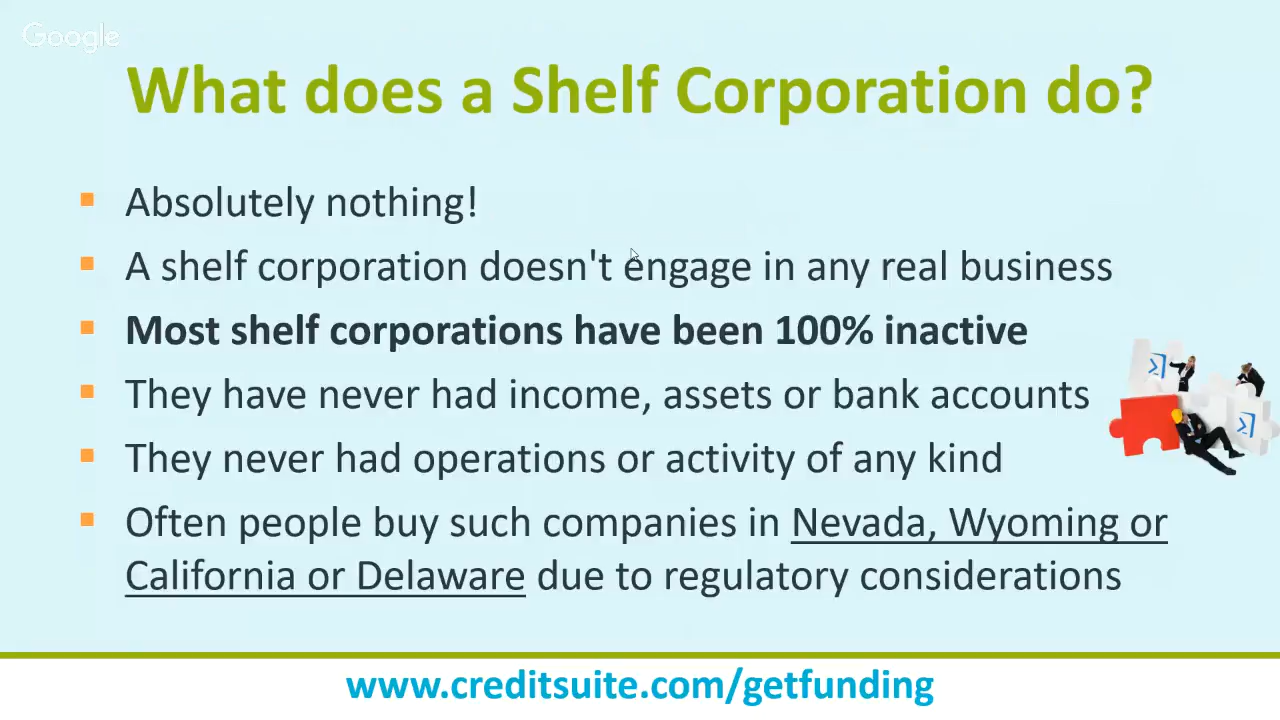 Google
What does a Shelf Corporation do?
▪ Absolutely nothing!
▪ A shelf corporation doesn't engage in any real business
▪ Most shelf corporations have been 100% inactive
▪ They have never had income, assets or bank accounts
▪ They never had operations or activity of any kind
▪ Often people buy such companies in Nevada, Wyoming or
California or Delaware due to regulatory considerations
www.creditsuite.com/getfunding